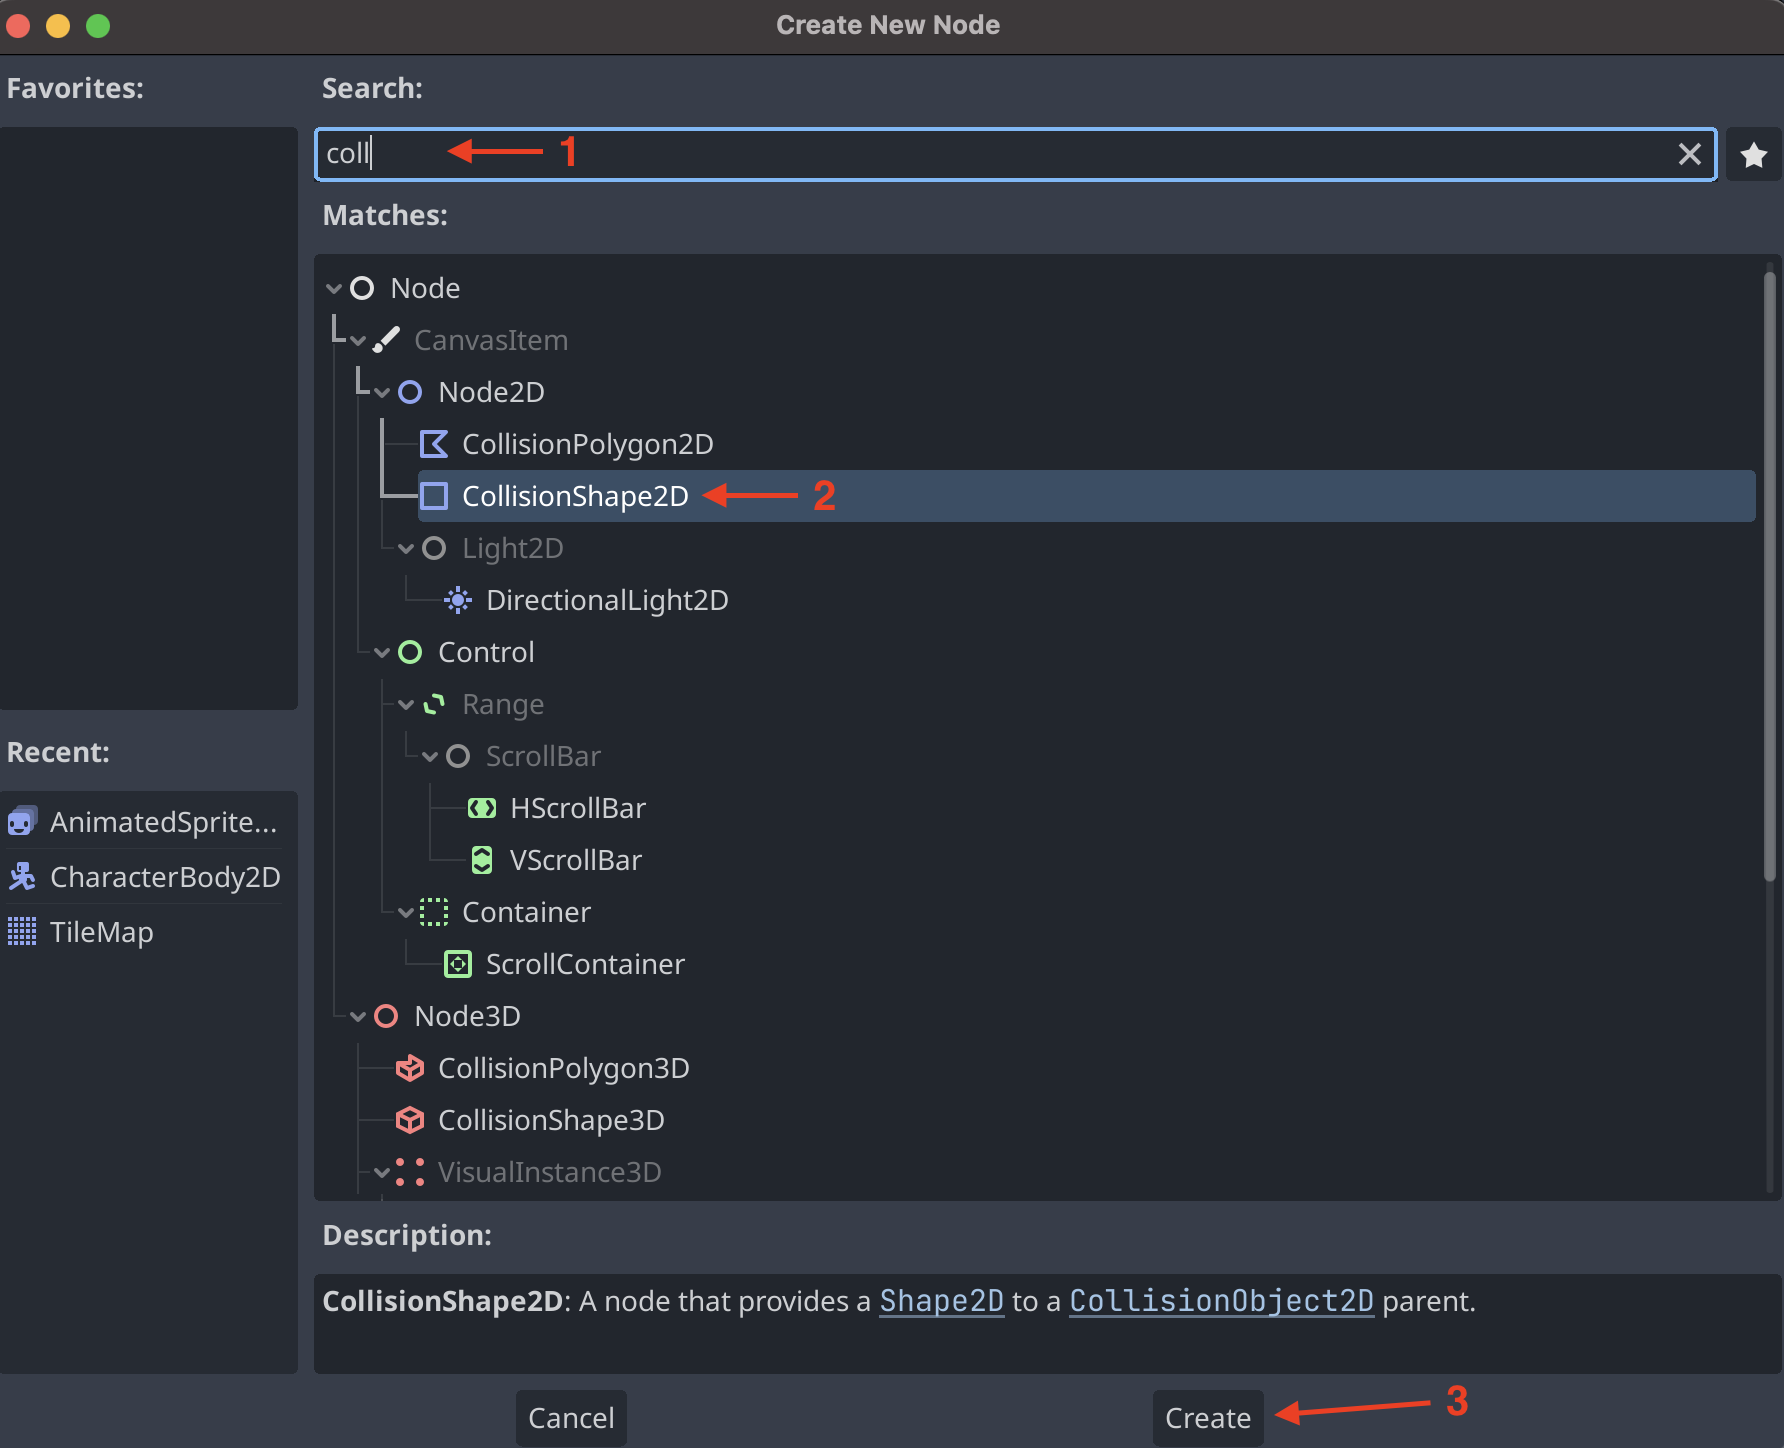 Create New Node
Favorites:
Search:
coll
1
Matches:
Node
CanvasItem
Node2D
CollisionPolygon2D
CollisionShape2D
2
Light2D
DirectionalLight2D
Control
Range
ScrollBar
HScrollBar
VScrollBar
Container
ScrollContainer
Node3D
CollisionPolygon3D
CollisionShape3D
VisualInstance3D
Recent:
AnimatedSprite...
CharacterBody2D
TileMap
Description:
CollisionShape2D: A node that provides a Shape2D to a CollisionObject2D parent.
Cancel
Create
3